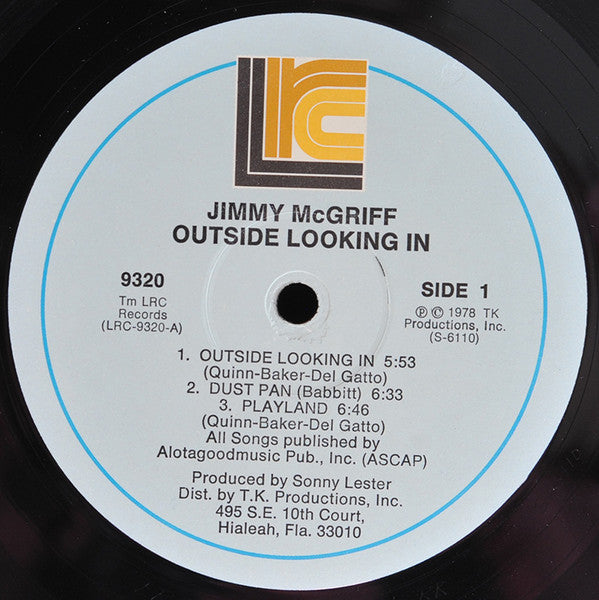 LRC
JIMMY McGRIFF
OUTSIDE LOOKING IN
9320
Tm LRC
Records
(LRC-9320-A)
SIDE 1
℗ © 1978 TK
Productions, Inc.
(S-6110)
1. OUTSIDE LOOKING IN 5:53
(Quinn-Baker-Del Gatto)
2. DUST PAN (Babbitt) 6:33
3. PLAYLAND 6:46
(Quinn-Baker-Del Gatto)
All Songs published by
Alotagoodmusic Pub., Inc. (ASCAP)
Produced by Sonny Lester
Dist. by T.K. Productions, Inc.
495 S.E. 10th Court,
Hialeah, Fla. 33010